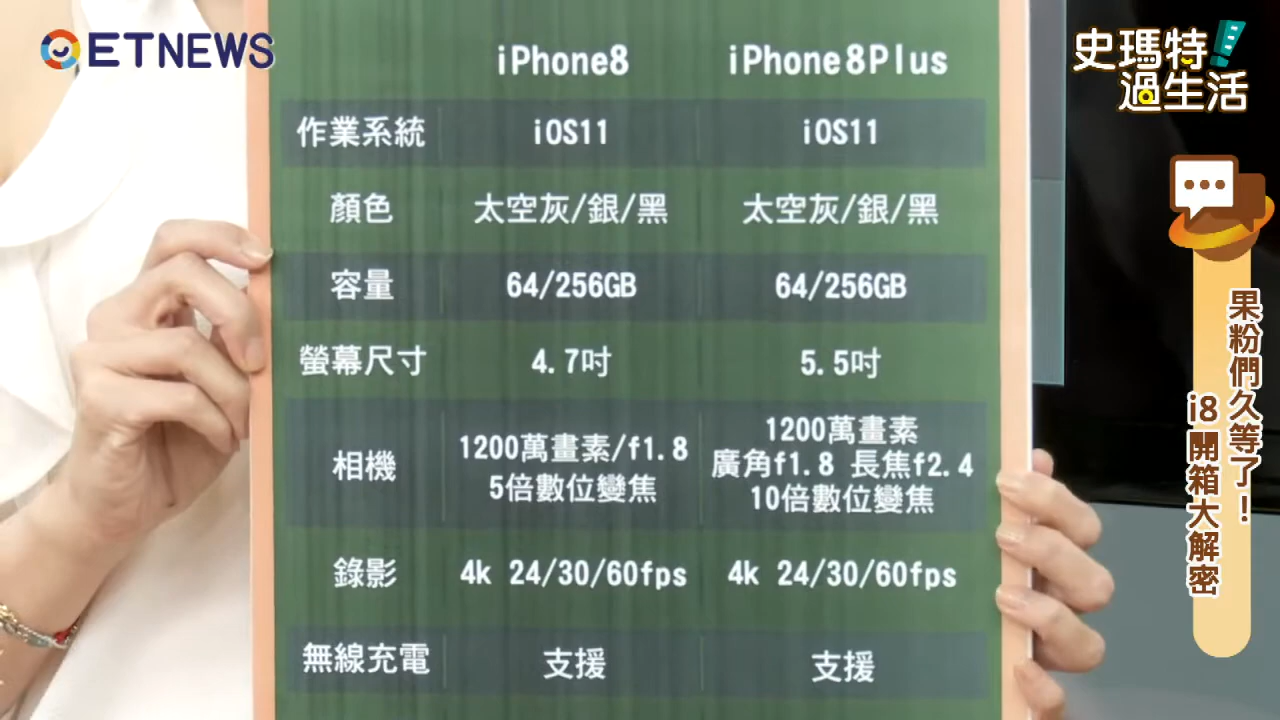 ETNEWS
史瑪特
過生活
iPhone8 iPhone8Plus
作業系統 iOS11 iOS11
顏色 太空灰/銀/黑 太空灰/銀/黑
容量 64/256GB 64/256GB
螢幕尺寸 4.7吋 5.5吋
相機 1200萬畫素/f1.8 5倍數位變焦 1200萬畫素 廣角f1.8 長焦f2.4 10倍數位變焦
錄影 4k 24/30/60fps 4k 24/30/60fps
無線充電 支援 支援
果粉們久等了!
i8開箱大解密